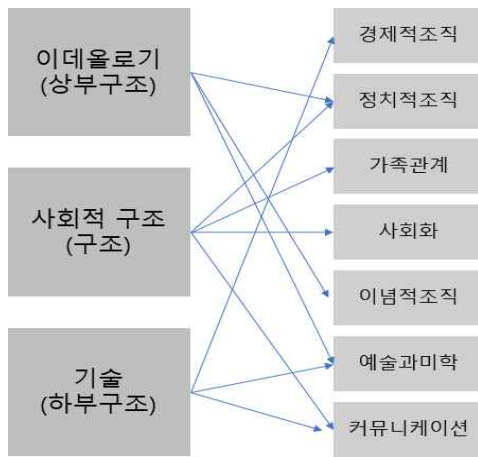 이데올로기
(상부구조)
사회적 구조
(구조)
기술
(하부구조)
경제적조직
정치적조직
가족관계
사회화
이념적조직
예술과미학
커뮤니케이션